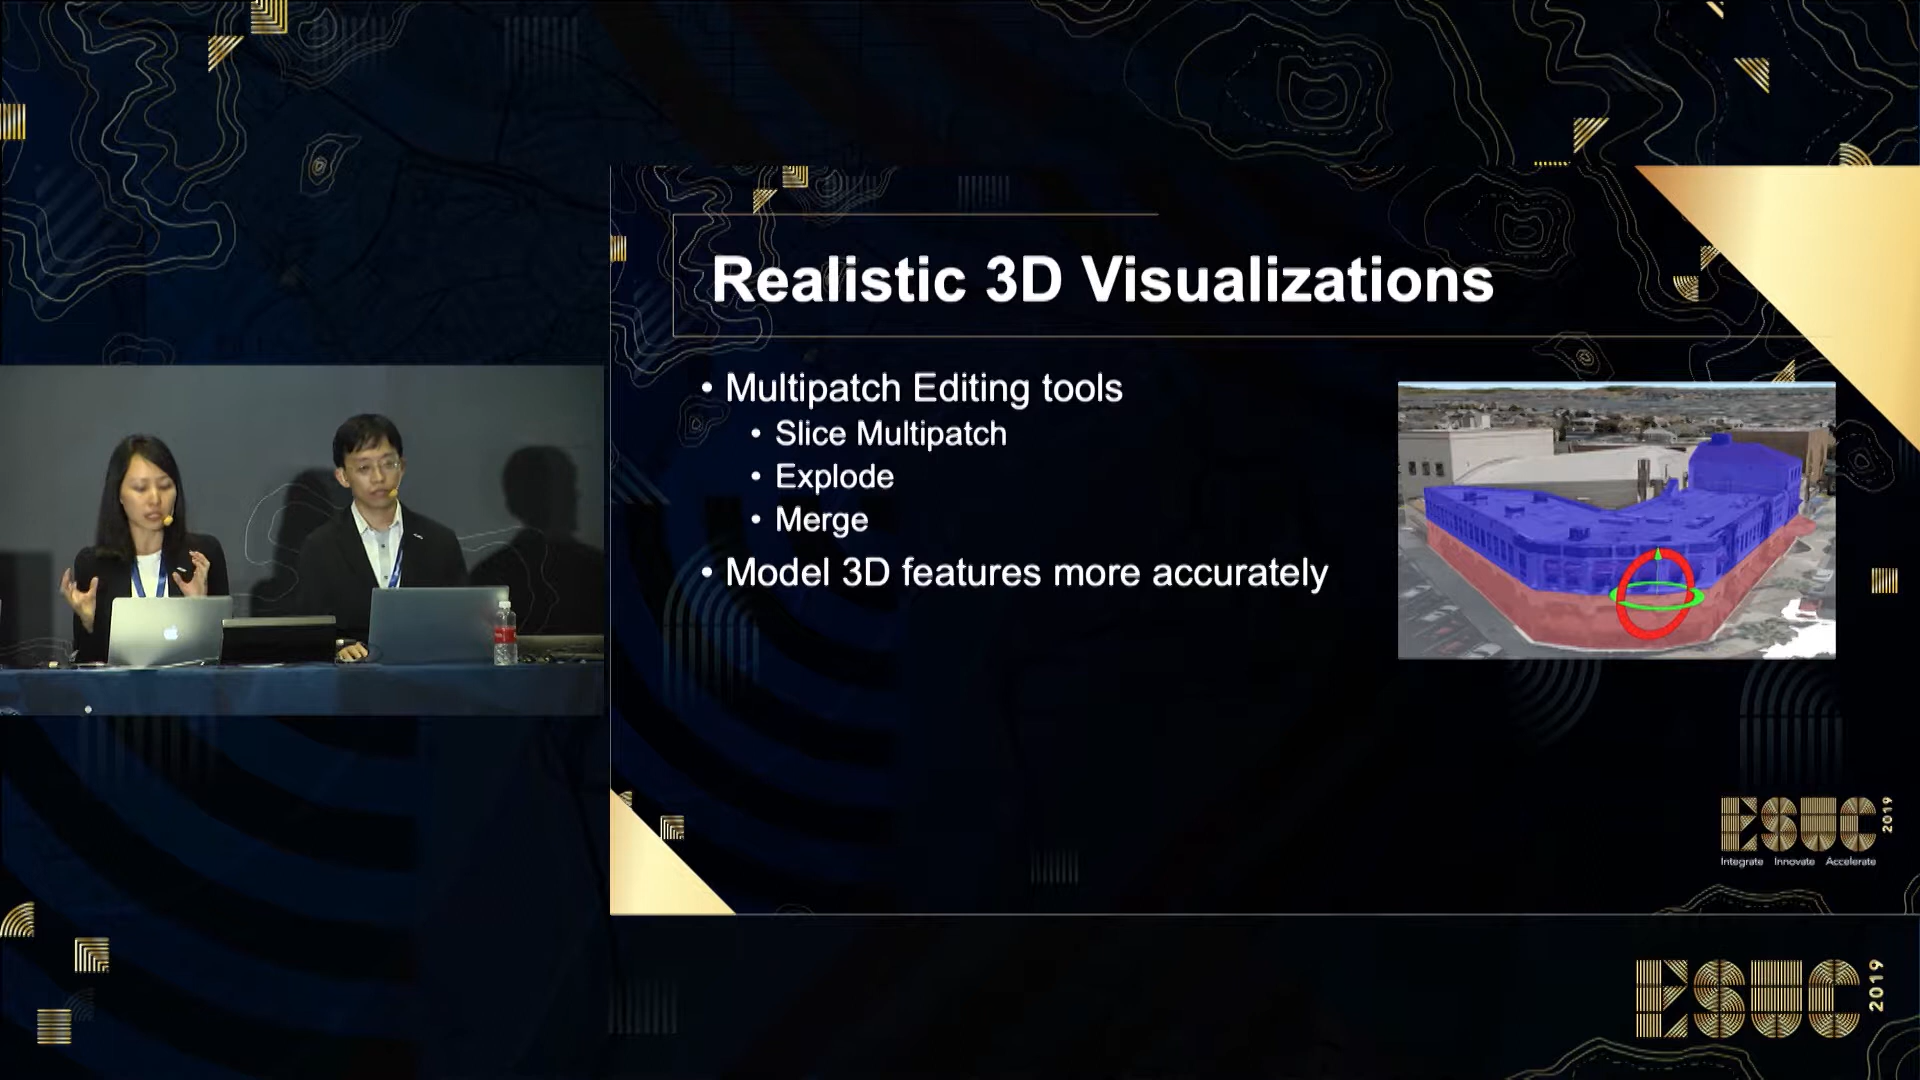 Realistic 3D Visualizations
• Multipatch Editing tools
• Slice Multipatch
• Explode
• Merge
• Model 3D features more accurately
ESUC 2019
Integrate Innovate Accelerate
ESUC 2019